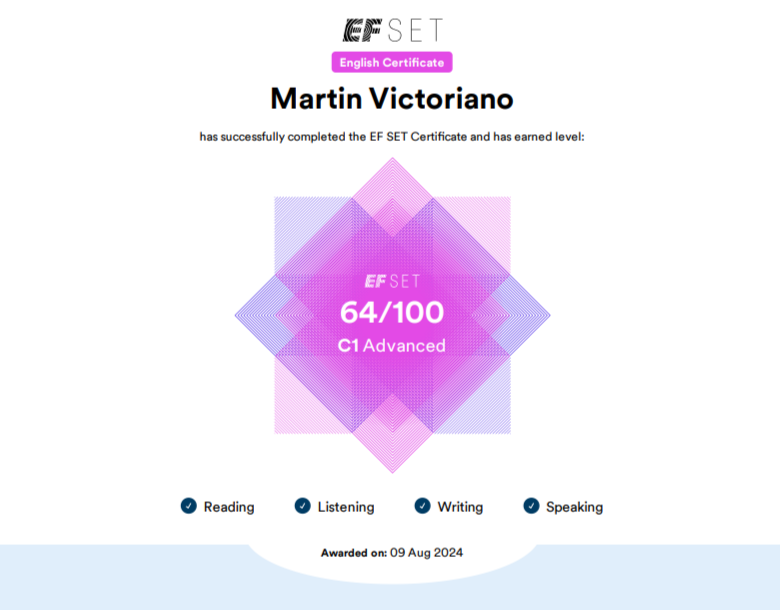 EF SET
English Certificate
Martin Victoriano
has successfully completed the EF SET Certificate and has earned level:
EF SET
64/100
C1 Advanced
Reading Listening Writing Speaking
Awarded on: 09 Aug 2024